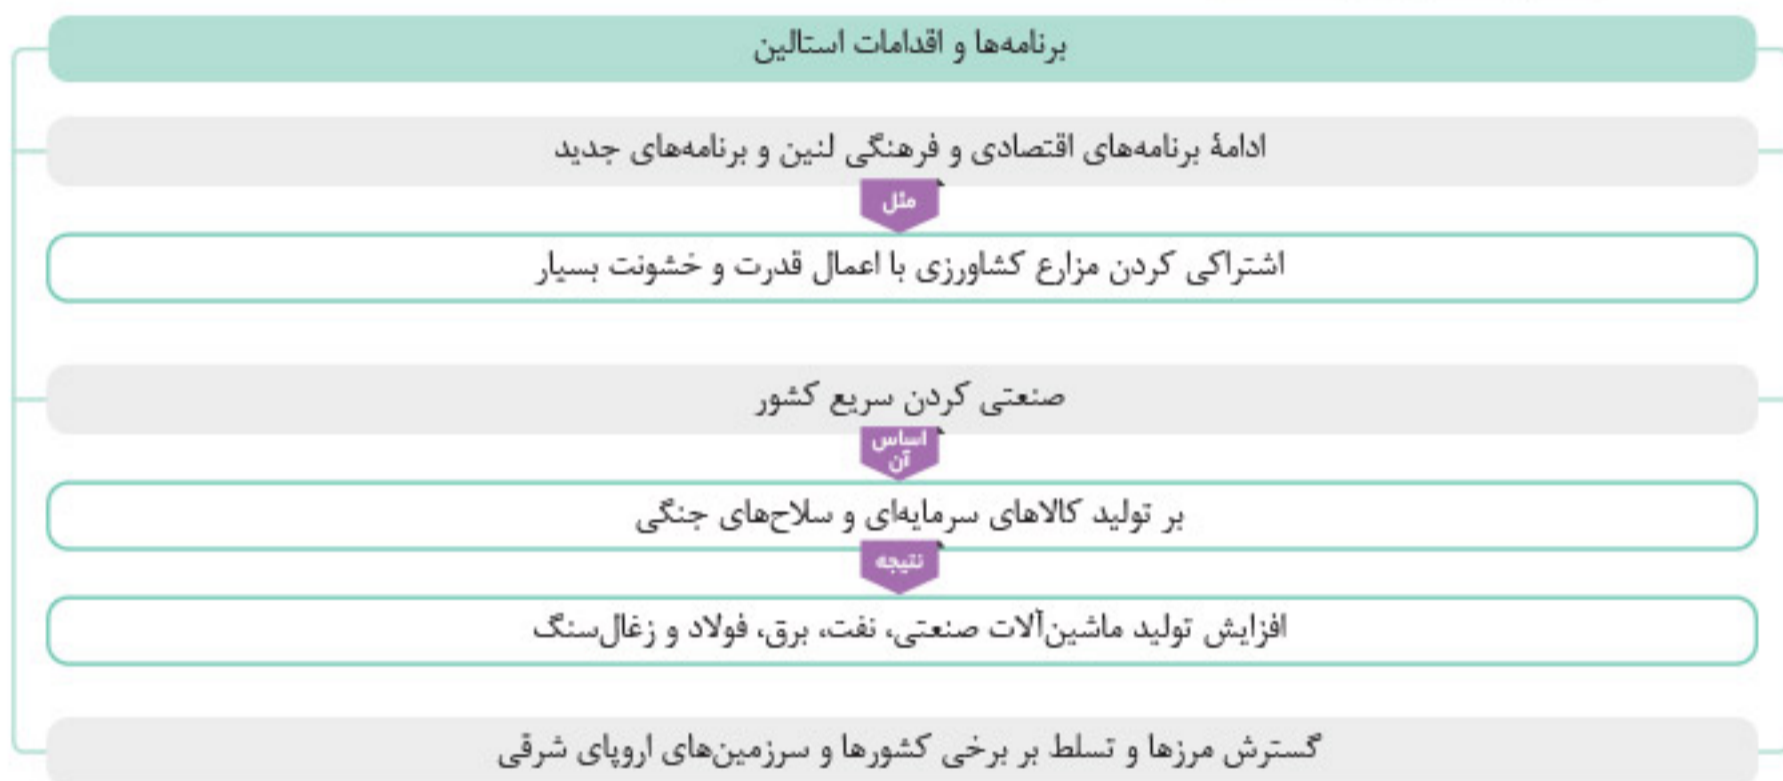 برنامه‌ها و اقدامات استالین
ادامهٔ برنامه‌های اقتصادی و فرهنگی لنین و برنامه‌های جدید
مثل
اشتراکی کردن مزارع کشاورزی با اعمال قدرت و خشونت بسیار
صنعتی کردن سریع کشور
اساس
آن
بر تولید کالاهای سرمایه‌ای و سلاح‌های جنگی
نتیجه
افزایش تولید ماشین‌آلات صنعتی، نفت، برق، فولاد و زغال‌سنگ
گسترش مرزها و تسلط بر برخی کشورها و سرزمین‌های اروپای شرقی